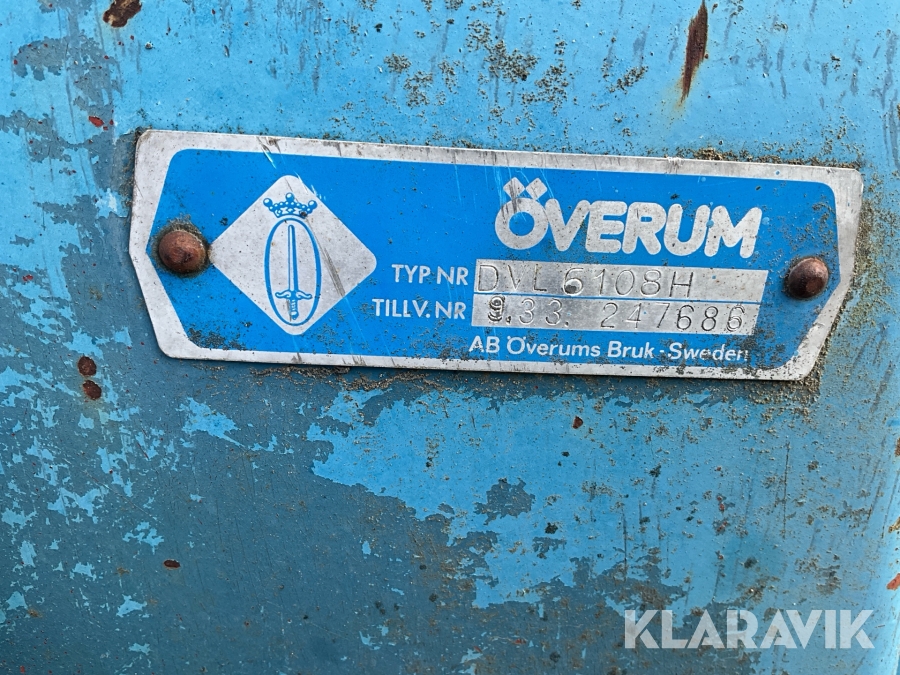 ÖVERUM
TYP NR DVL 6108H
TILLV. NR 9.33. 247686
AB Överums Bruk - Sweden
KLARAVIK